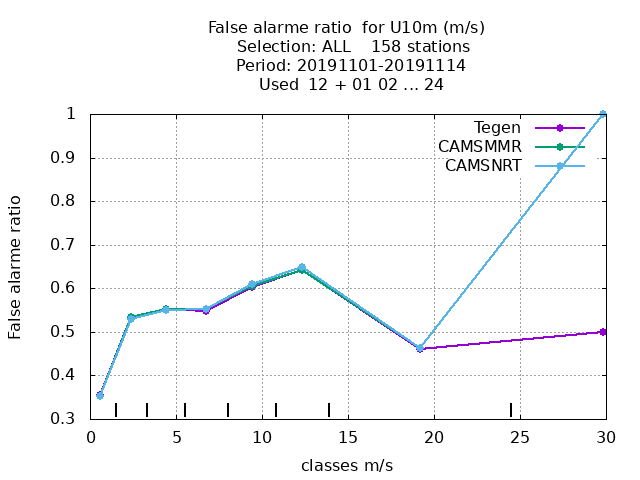 False alarme ratio  for U10m (m/s)
Selection: ALL    158 stations
Period: 20191101-20191114
Used  12 + 01 02 ... 24
Tegen
CAMSMMR
CAMSNRT
False alarme ratio
1
0.9
0.8
0.7
0.6
0.5
0.4
0.3
0 5 10 15 20 25 30
classes m/s